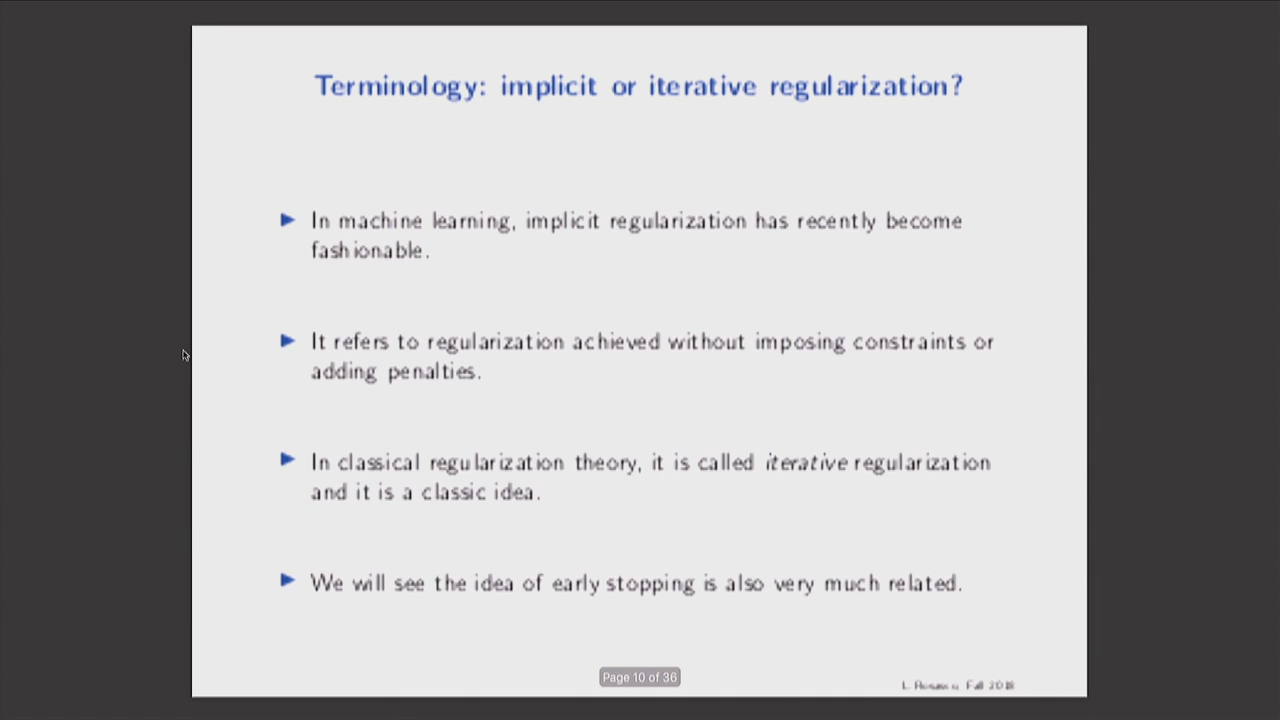 Terminology: implicit or iterative regularization?
▶ In machine learning, implicit regularization has recently become
fashionable.
▶ It refers to regularization achieved without imposing constraints or
adding penalties.
▶ In classical regularization theory, it is called iterative regularization
and it is a classic idea.
▶ We will see the idea of early stopping is also very much related.
Page 10 of 36
L. Fall 2018